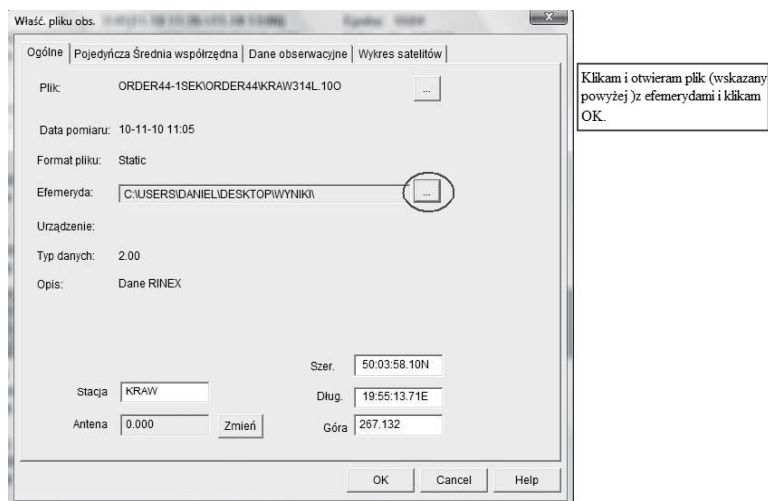 Właśc. pliku obs.
Ogólne Pojedyńcza Średnia współrzędna Dane obserwacyjne Wykres satelitów
Plik: ORDER44-1SEK\ORDER44\KRAW314L.10O ...
Data pomiaru: 10-11-10 11:05
Format pliku: Static
Efemeryda: C:\USERS\DANIEL\DESKTOP\WYNIKI\ ...
Urządzenie:
Typ danych: 2.00
Opis: Dane RINEX
Szer. 50:03:58.10N
Stacja KRAW Dług. 19:55:13.71E
Antena 0.000 Zmień Góra 267.132
OK Cancel Help
Klikam i otwieram plik (wskazany
powyżej )z efemerydami i klikam
OK.